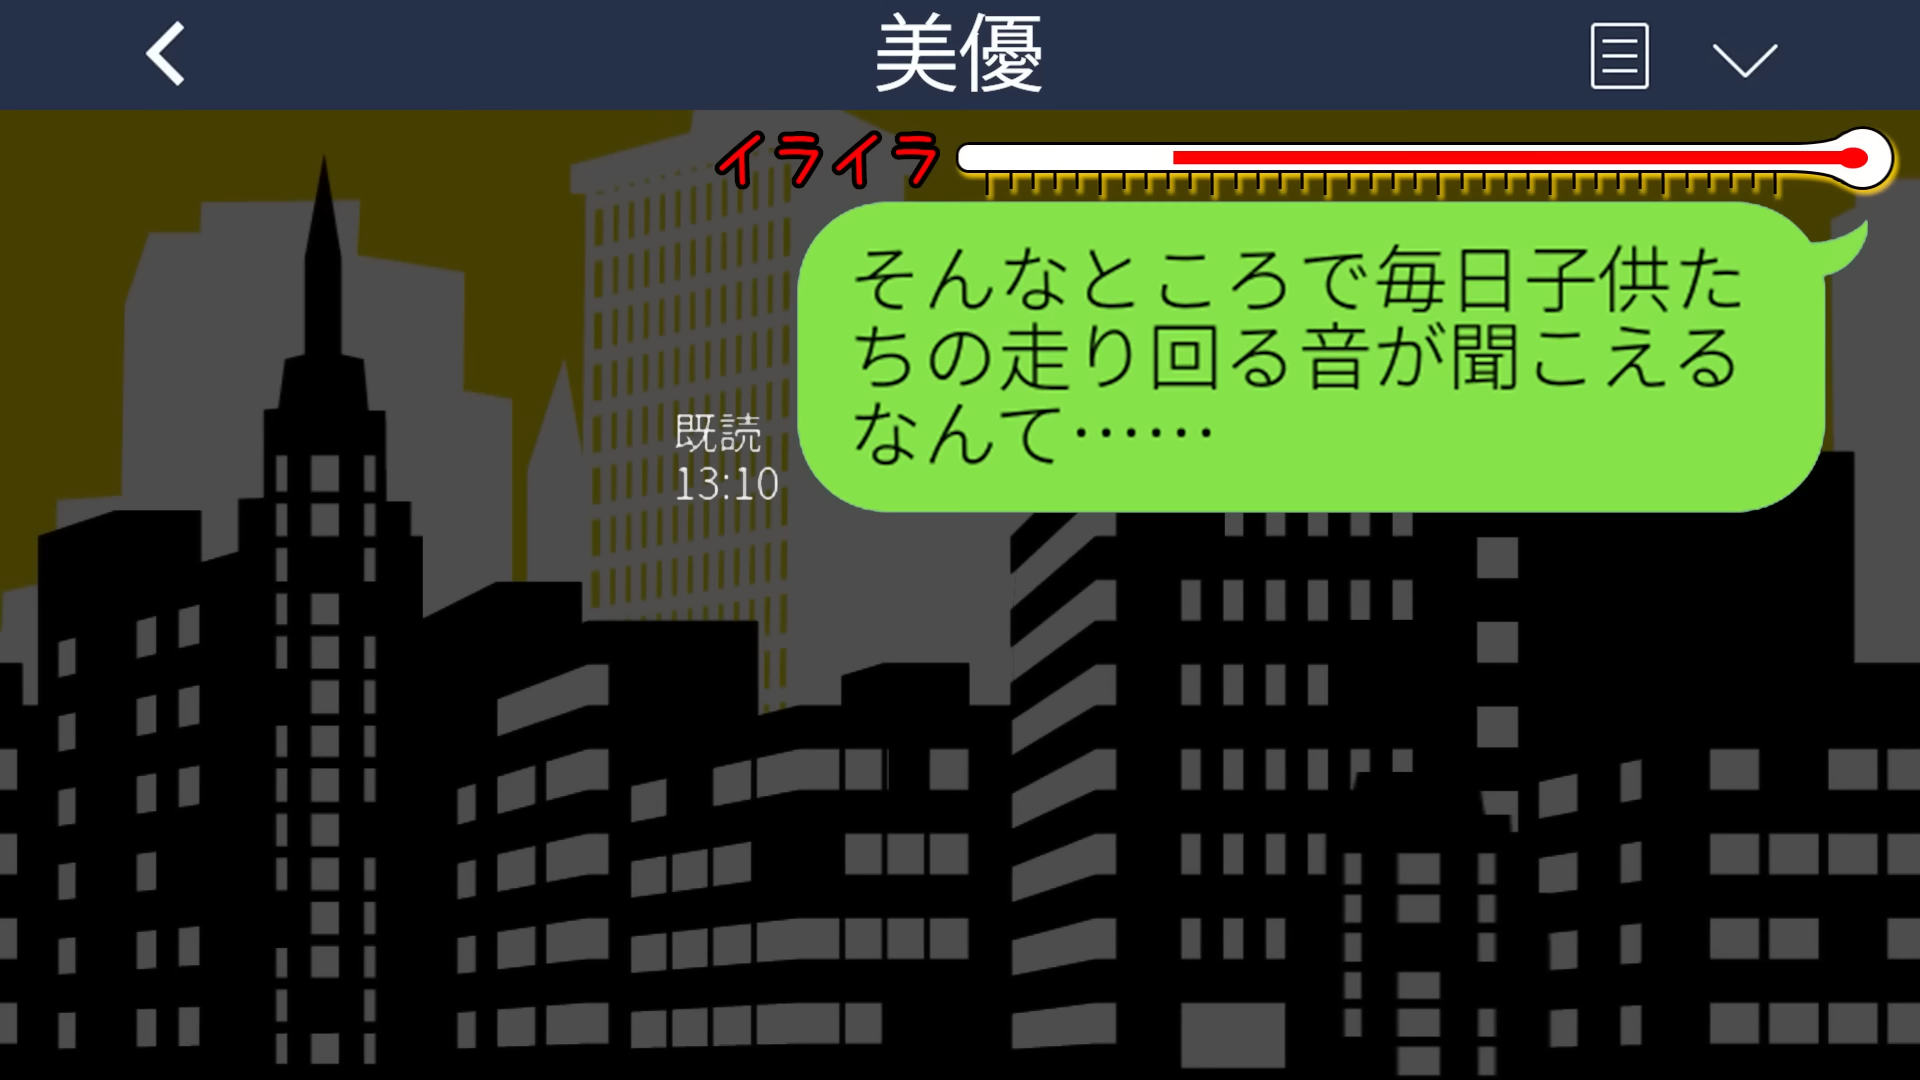 美優
イライラ
そんなところで毎日子供た
ちの走り回る音が聞こえる
なんて……
既読
13:10